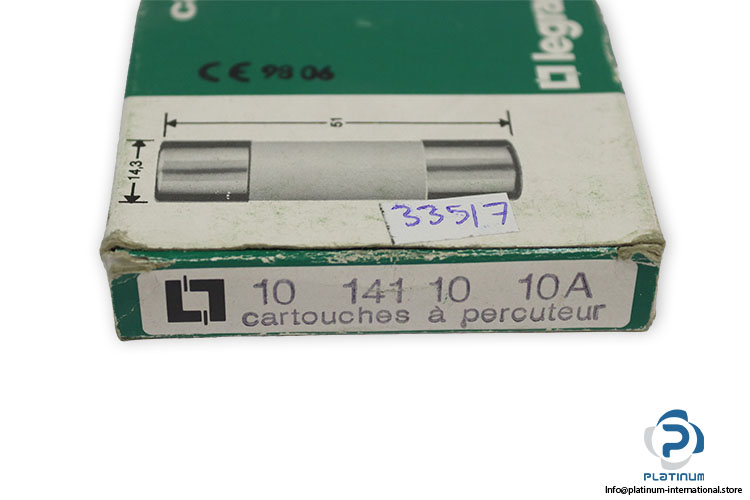 CE 98 06
legra
51
14,3
33517
10 141 10 10A
cartouches à percuteur
PLATINUM
Info@platinum-international.store